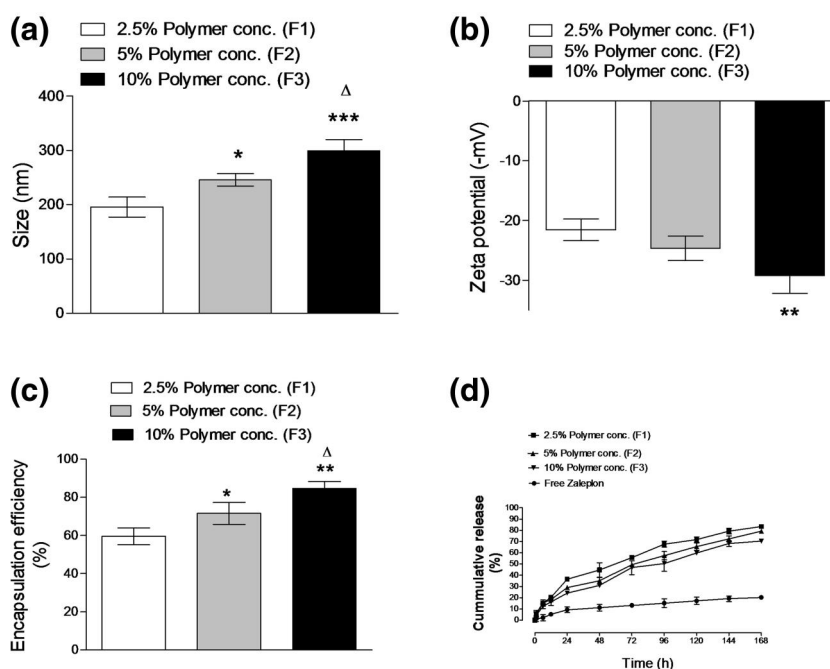 (a)
2.5% Polymer conc. (F1)
5% Polymer conc. (F2)
10% Polymer conc. (F3)
Δ
***
*
400
300
200
100
0
Size (nm)
(b)
2.5% Polymer conc. (F1)
5% Polymer conc. (F2)
10% Polymer conc. (F3)
0
-10
-20
-30
Zeta potential (-mV)
**
(c)
2.5% Polymer conc. (F1)
5% Polymer conc. (F2)
10% Polymer conc. (F3)
Δ
**
*
100
80
60
40
20
0
Encapsulation efficiency
(%)
(d)
2.5% Polymer conc. (F1)
5% Polymer conc. (F2)
10% Polymer conc. (F3)
Free Zaleplon
90
80
70
60
50
40
30
20
10
0
Cummulative release
(%)
0 24 48 72 96 120 144 168
Time (h)